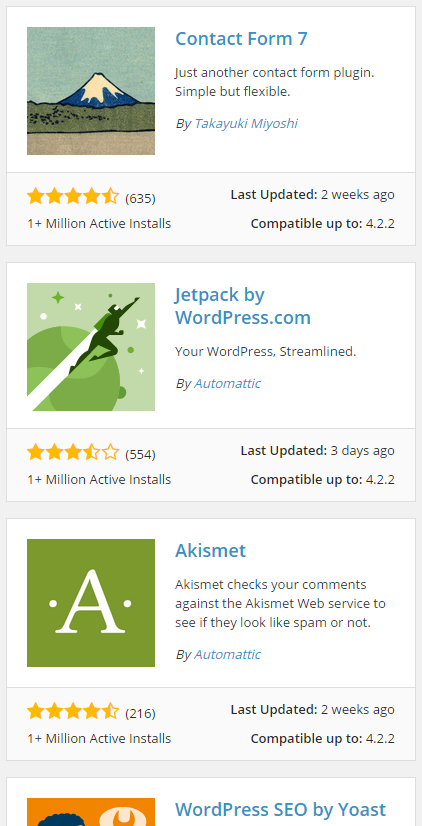 Contact Form 7
Just another contact form plugin.
Simple but flexible.
By Takayuki Miyoshi
(635)
Last Updated: 2 weeks ago
1+ Million Active Installs
Compatible up to: 4.2.2
Jetpack by
WordPress.com
Your WordPress, Streamlined.
By Automattic
(554)
Last Updated: 3 days ago
1+ Million Active Installs
Compatible up to: 4.2.2
·A·
Akismet
Akismet checks your comments
against the Akismet Web service to
see if they look like spam or not.
By Automattic
(216)
Last Updated: 2 weeks ago
1+ Million Active Installs
Compatible up to: 4.2.2
WordPress SEO by Yoast